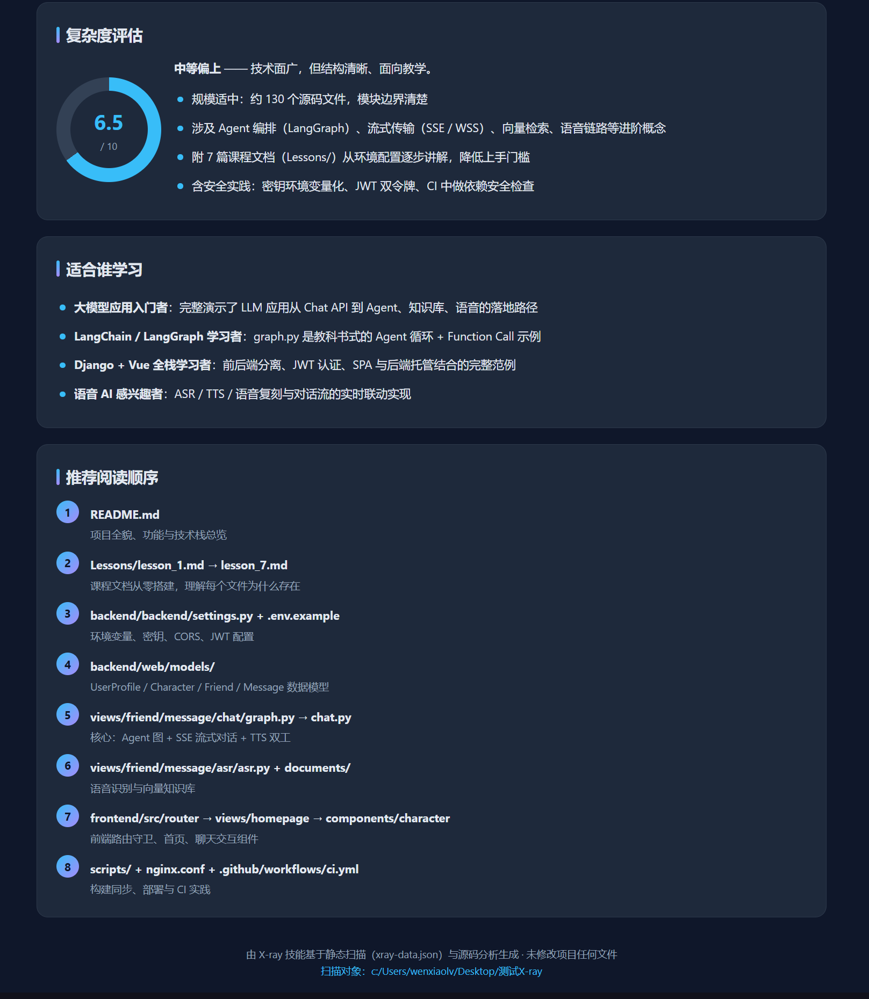 复杂度评估
中等偏上 —— 技术面广，但结构清晰、面向教学。
6.5
/ 10
规模适中：约 130 个源码文件，模块边界清楚
涉及 Agent 编排（LangGraph）、流式传输（SSE / WSS）、向量检索、语音链路等进阶概念
附 7 篇课程文档（Lessons/）从环境配置逐步讲解，降低上手门槛
含安全实践：密钥环境变量化、JWT 双令牌、CI 中做依赖安全检查
适合谁学习
大模型应用入门者：完整演示了 LLM 应用从 Chat API 到 Agent、知识库、语音的落地路径
LangChain / LangGraph 学习者：graph.py 是教科书式的 Agent 循环 + Function Call 示例
Django + Vue 全栈学习者：前后端分离、JWT 认证、SPA 与后端托管结合的完整范例
语音 AI 感兴趣者：ASR / TTS / 语音复刻与对话流的实时联动实现
推荐阅读顺序
1
README.md
项目全貌、功能与技术栈总览
2
Lessons/lesson_1.md → lesson_7.md
课程文档从零搭建，理解每个文件为什么存在
3
backend/backend/settings.py + .env.example
环境变量、密钥、CORS、JWT 配置
4
backend/web/models/
UserProfile / Character / Friend / Message 数据模型
5
views/friend/message/chat/graph.py → chat.py
核心：Agent 图 + SSE 流式对话 + TTS 双工
6
views/friend/message/asr/asr.py + documents/
语音识别与向量知识库
7
frontend/src/router → views/homepage → components/character
前端路由守卫、首页、聊天交互组件
8
scripts/ + nginx.conf + .github/workflows/ci.yml
构建同步、部署与 CI 实践
由 X-ray 技能基于静态扫描（xray-data.json）与源码分析生成 · 未修改项目任何文件
扫描对象：c:/Users/wenxiaolv/Desktop/测试X-ray